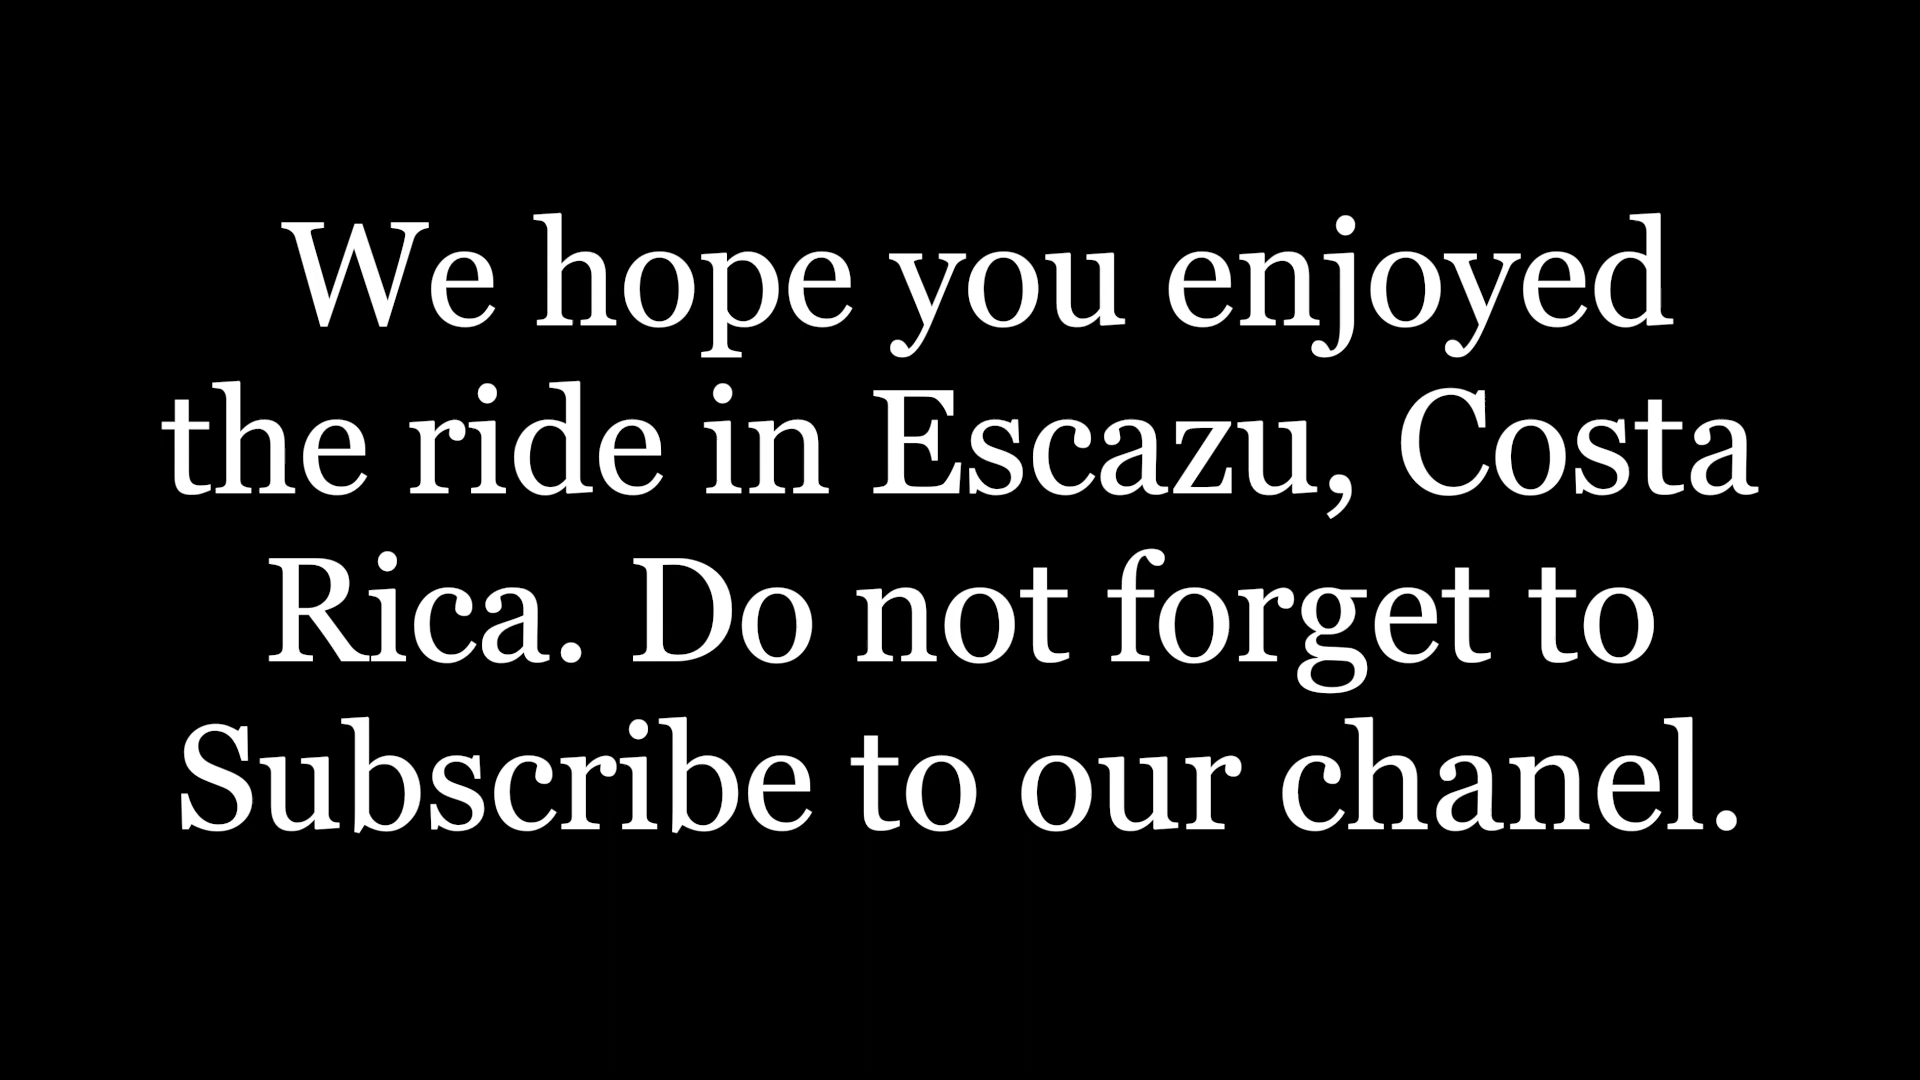 We hope you enjoyed
the ride in Escazu, Costa
Rica. Do not forget to
Subscribe to our chanel.